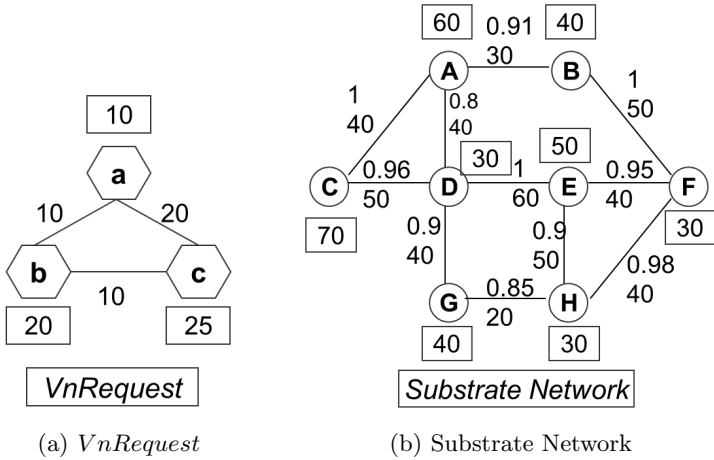 10
a
10
20
b
c
10
20
25
VnRequest
(a) VnRequest
60
0.91
40
A
30
B
1
40
0.8
40
1
50
C
0.96
50
D
30
1
60
50
E
0.95
40
F
70
30
0.9
40
0.9
50
0.98
40
G
0.85
20
H
40
30
Substrate Network
(b) Substrate Network